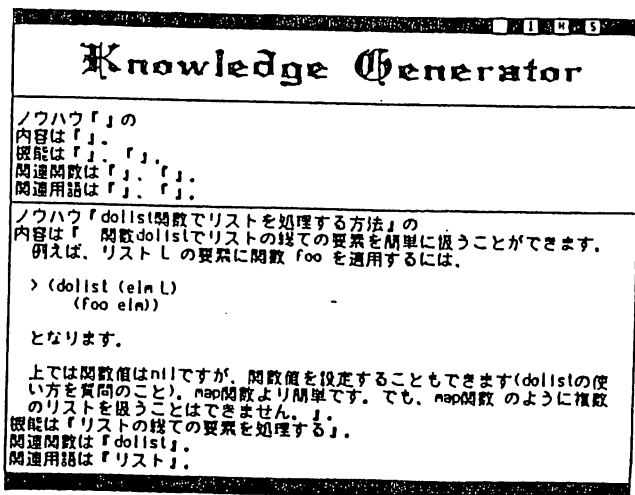 1 H S
Knowledge Generator
ノウハウ『』の
内容は『』.
機能は『』、『』.
関連関数は『』、『』.
関連用語は『』、『』.
ノウハウ『dolist関数でリストを処理する方法』の
内容は『 関数dolistでリストの総ての要素を簡単に扱うことができます.
例えば、リスト L の要素に関数 foo を適用するには、
> (dolist (elm L)
(foo elm))
となります.
上では関数値はnilですが、関数値を設定することもできます(dolistの使
い方を質問のこと). map関数より簡単です. でも、map関数 のように複数
のリストを扱うことはできません. 』.
機能は『リストの総ての要素を処理する』.
関連関数は『dolist』.
関連用語は『リスト』.